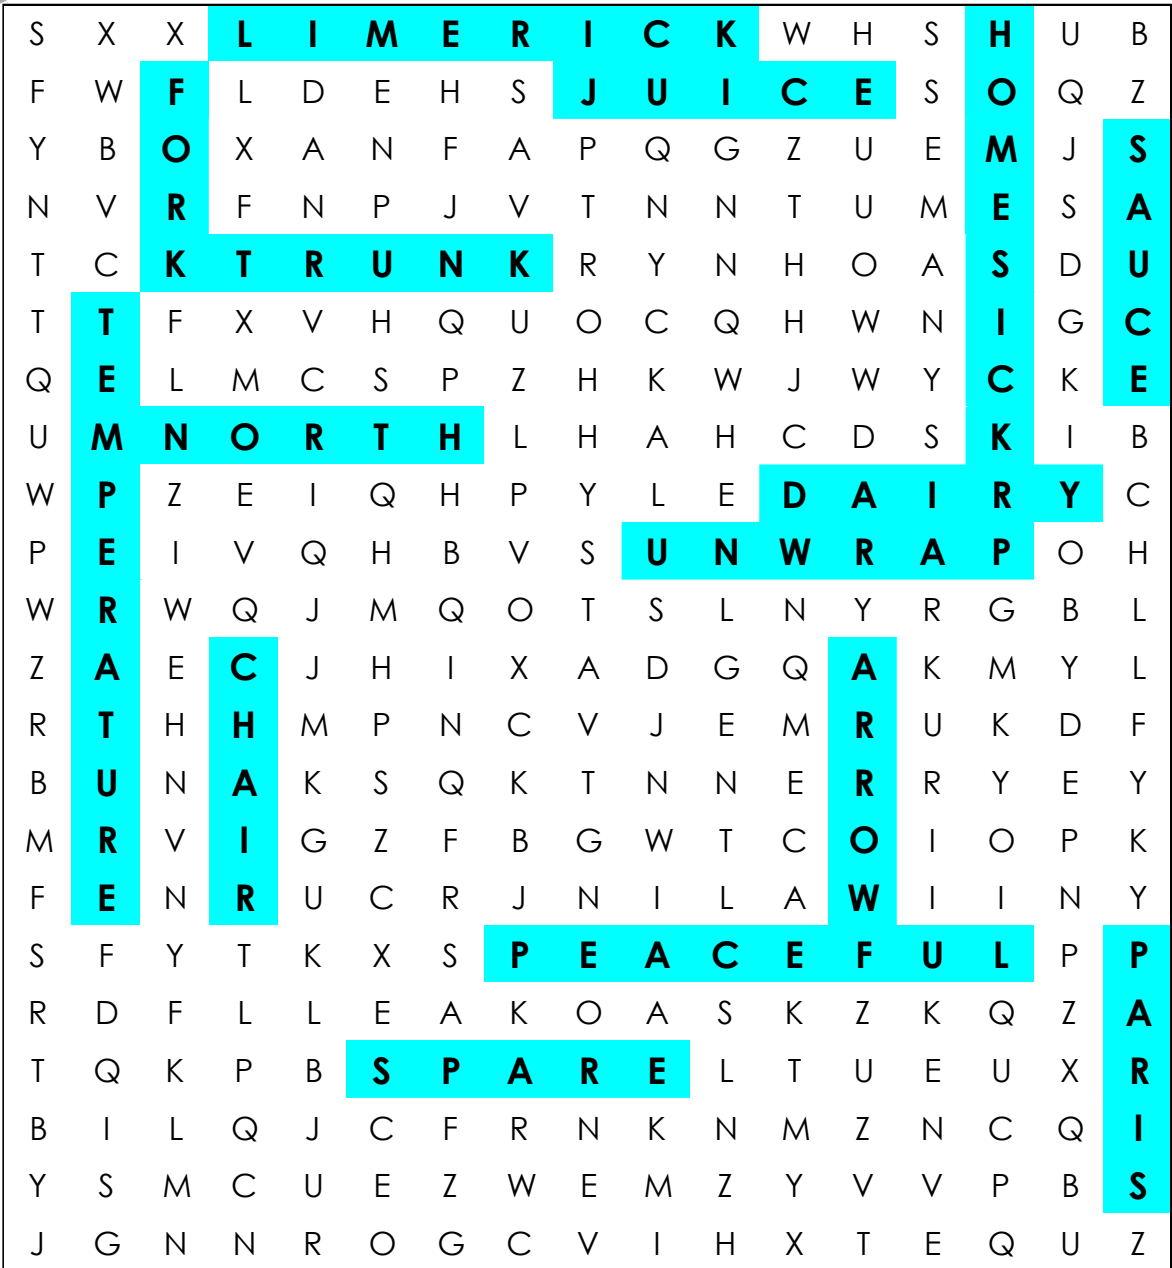 S X X L I M E R I C K W H S H U B
F W F L D E H S J U I C E S O Q Z
Y B O X A N F A P Q G Z U E M J S
N V R F N P J V T N N T U M E S A
T C K T R U N K R Y N H O A S D U
T T F X V H Q U O C Q H W N I G C
Q E L M C S P Z H K W J W Y C K E
U M N O R T H L H A H C D S K I B
W P Z E I Q H P Y L E D A I R Y C
P E I V Q H B V S U N W R A P O H
W R W Q J M Q O T S L N Y R G B L
Z A E C J H I X A D G Q A K M Y L
R T H H M P N C V J E M R U K D F
B U N A K S Q K T N N E R R Y E Y
M R V I G Z F B G W T C O I O P K
F E N R U C R J N I L A W I I N Y
S F Y T K X S P E A C E F U L P P
R D F L L E A K O A S K Z K Q Z A
T Q K P B S P A R E L T U E U X R
B I L Q J C F R N K N M Z N C Q I
Y S M C U E Z W E M Z Y V V P B S
J G N N R O G C V I H X T E Q U Z